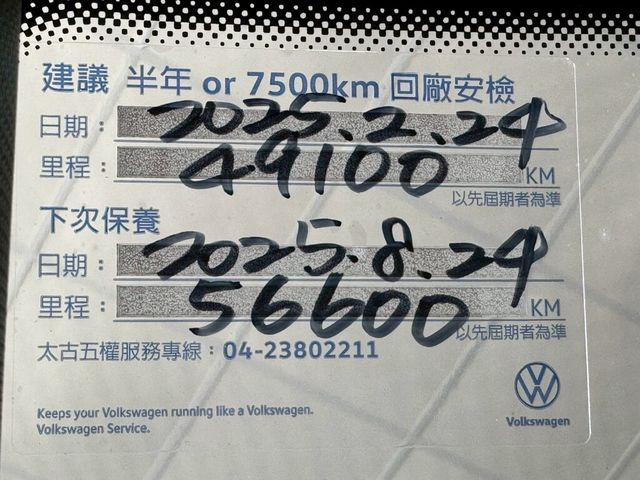 建議 半年 or 7500km 回廠安檢
日期：2025.2.24
里程：49100 KM
以先屆期者為準
下次保養
日期：2025.8.24
里程：56600 KM
以先屆期者為準
太古五權服務專線：04-23802211
Keeps your Volkswagen running like a Volkswagen.
Volkswagen Service.
Volkswagen